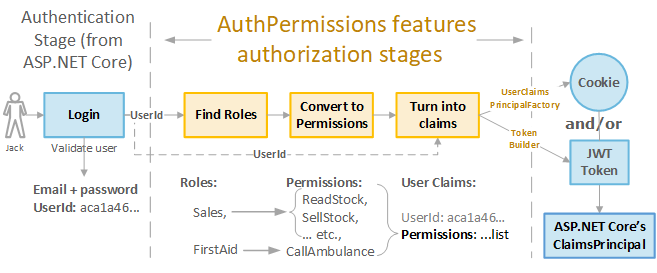 Authentication
Stage (from
ASP.NET Core)
AuthPermissions features
authorization stages
Jack
Login
Validate user
Email + password
UserId: aca1a46...
UserId
Find Roles
Convert to
Permissions
Turn into
claims
UserId
UserClaims
PrincipalFactory
Token
Builder
Cookie
and/or
JWT
Token
ASP.NET Core’s
ClaimsPrincipal
Roles:
Sales,
FirstAid
Permissions:
ReadStock,
SellStock,
... etc.,
CallAmbulance
User Claims:
UserId: aca1a46...
Permissions: ...list